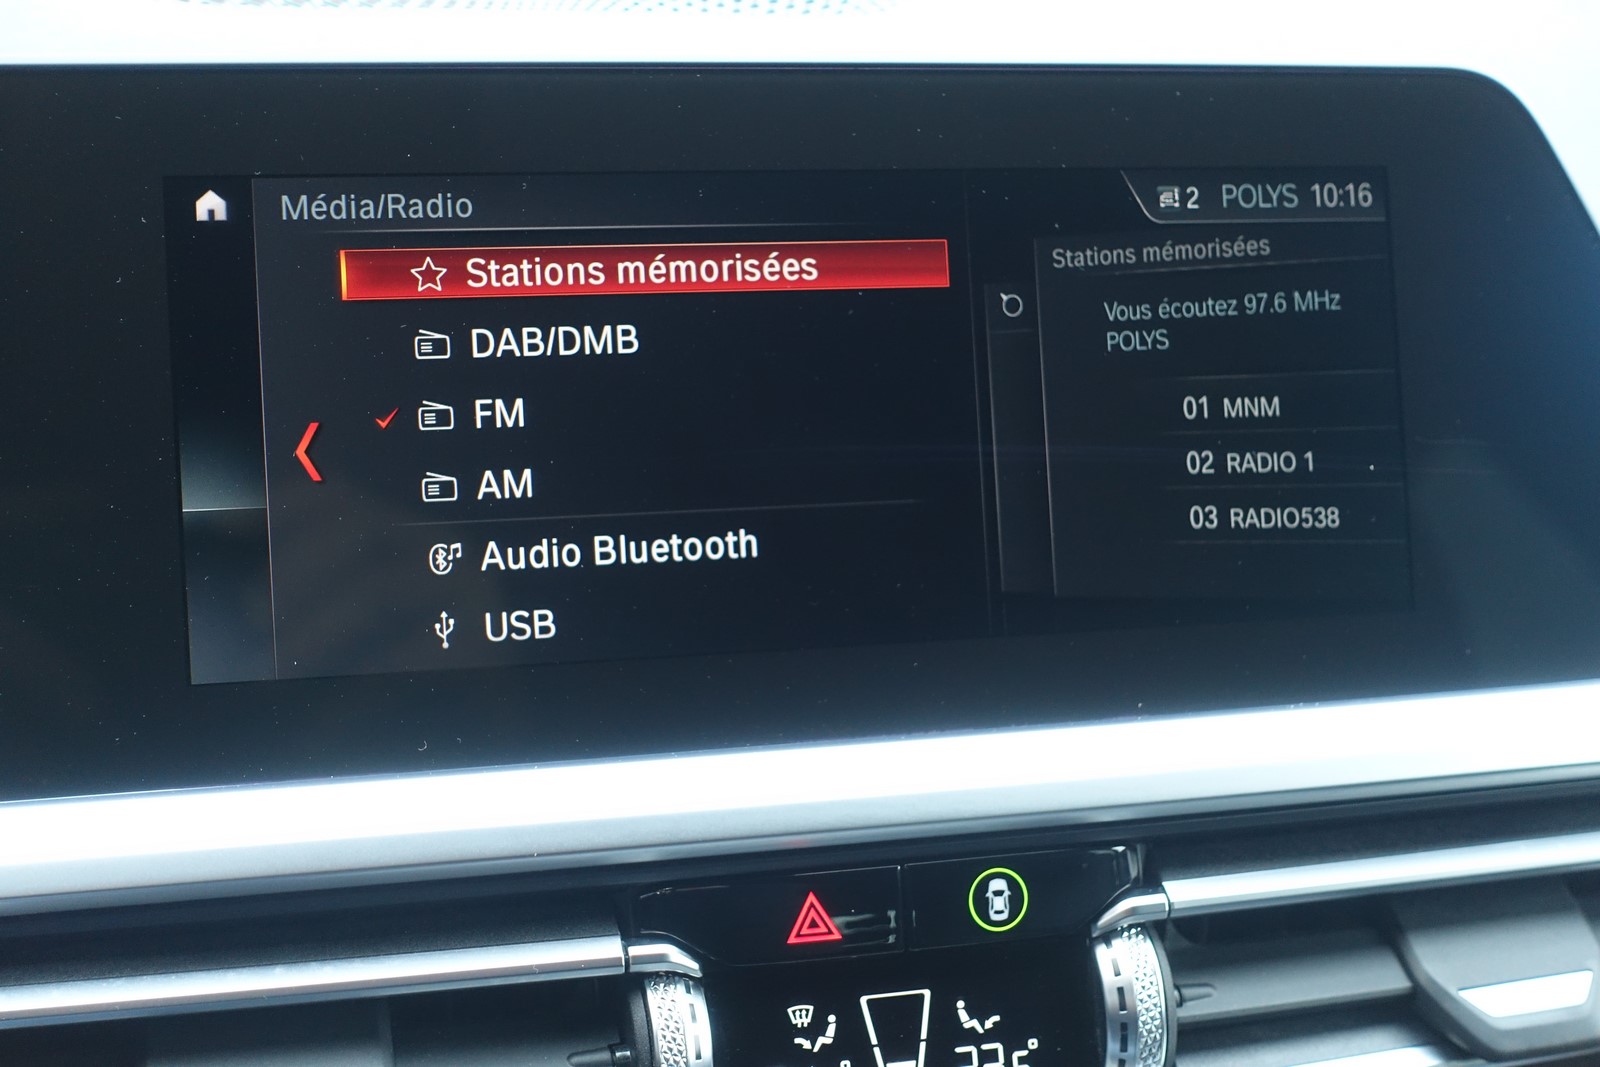 Média/Radio
2 POLYS 10:16
Stations mémorisées
DAB/DMB
FM
AM
Audio Bluetooth
USB
Stations mémorisées
Vous écoutez 97.6 MHz
POLYS
01 MNM
02 RADIO 1
03 RADIO538